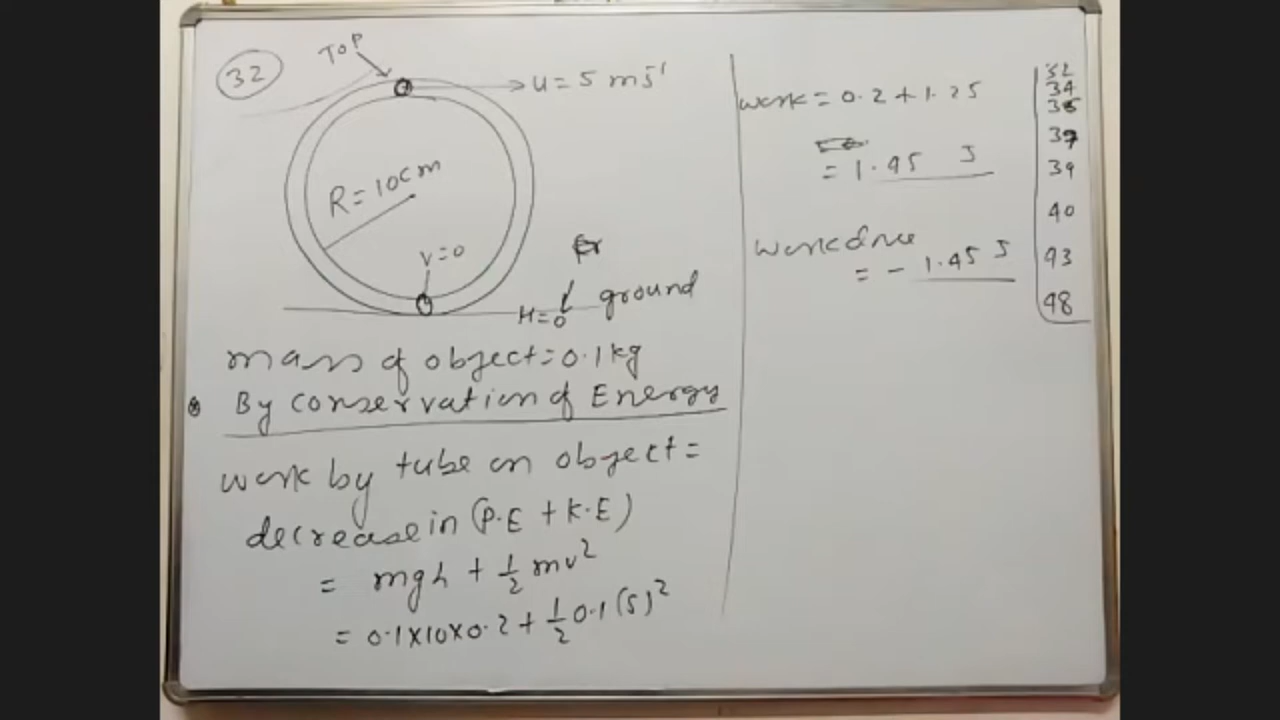 32
TOP
u = 5 ms⁻¹
R = 10cm
v=0
H=0
ground
mass of object = 0.1kg
By conservation of Energy
work by tube on object =
decrease in (P.E + K.E)
= mgh + 1/2 mv²
= 0.1×10×0.2 + 1/2 0.1 (5)²
work = 0.2 + 1.25
= 1.45 J
work done
= - 1.45 J
32
34
39
39
40
43
48